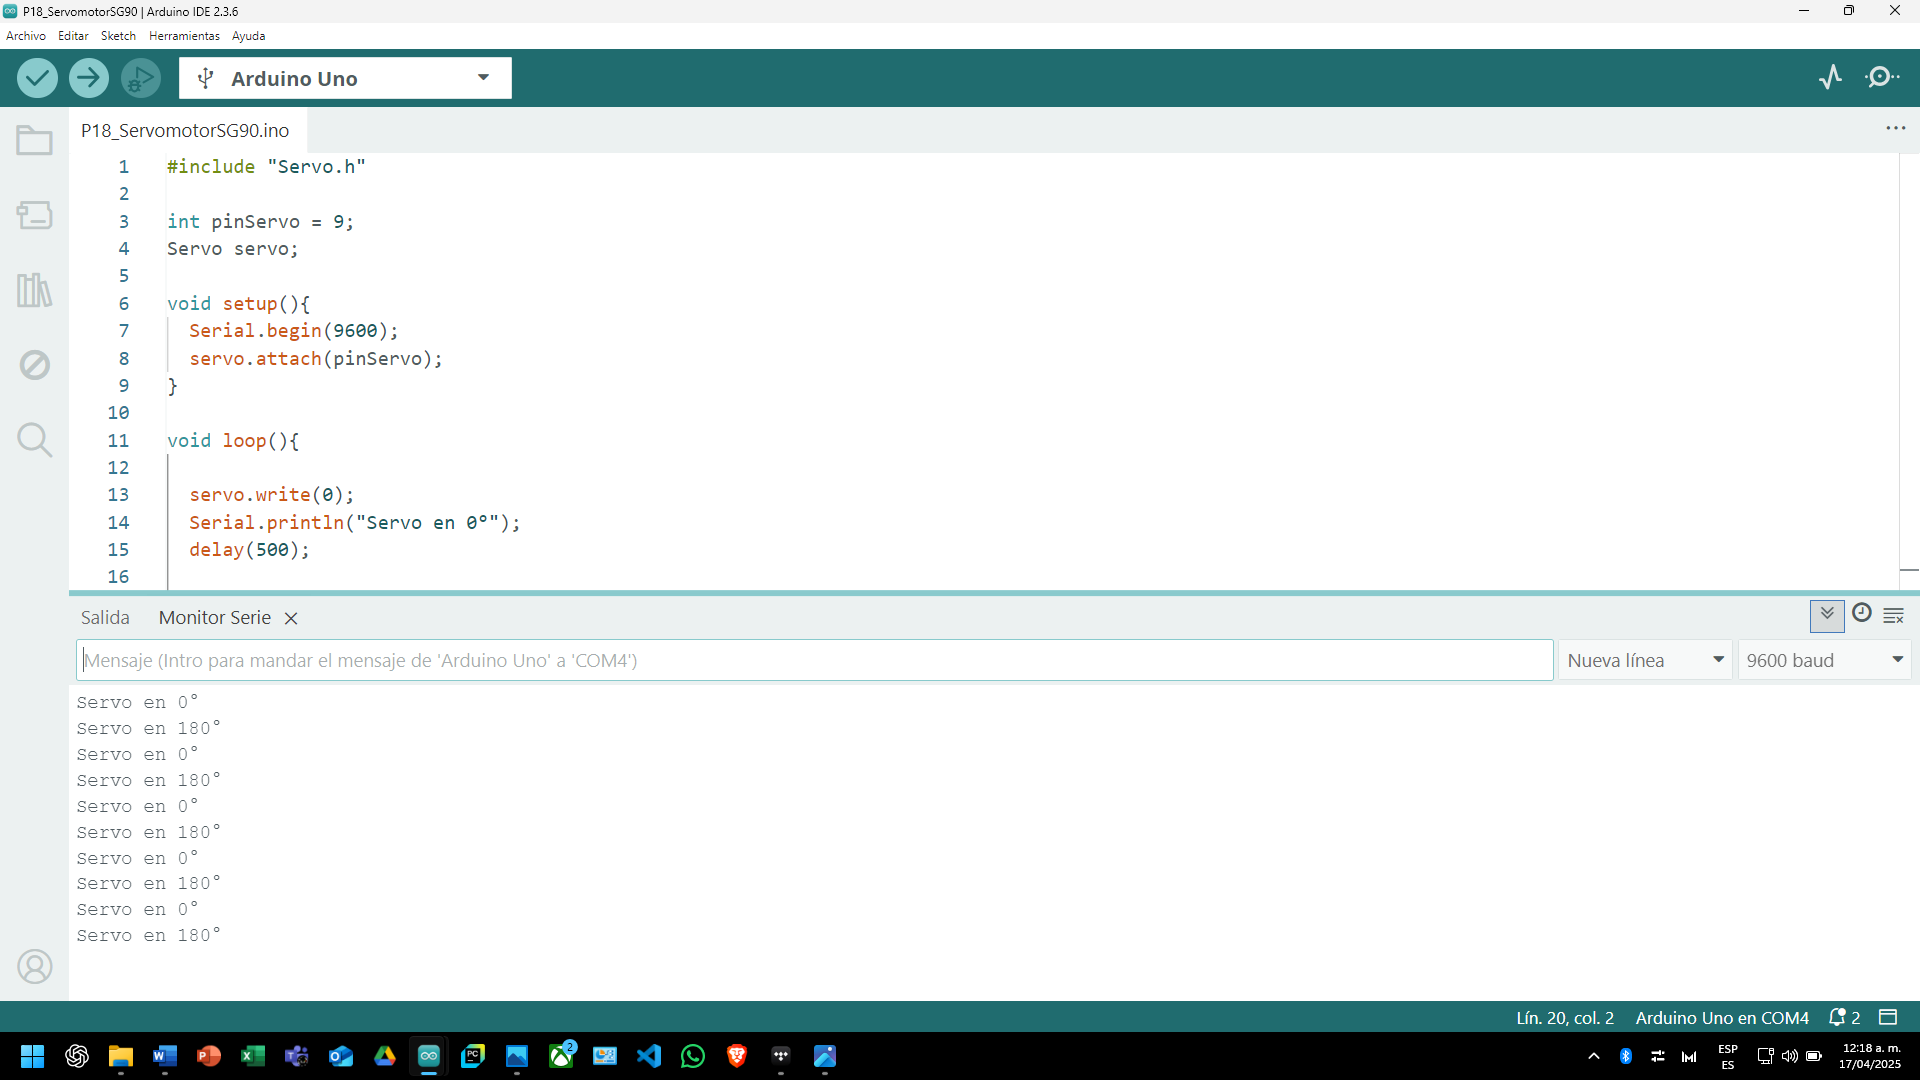 P18_ServomotorSG90 | Arduino IDE 2.3.6
Archivo Editar Sketch Herramientas Ayuda
Arduino Uno
P18_ServomotorSG90.ino
1 #include "Servo.h"
2
3 int pinServo = 9;
4 Servo servo;
5
6 void setup(){
7 Serial.begin(9600);
8 servo.attach(pinServo);
9 }
10
11 void loop(){
12
13 servo.write(0);
14 Serial.println("Servo en 0°");
15 delay(500);
16
Salida Monitor Serie
Mensaje (Intro para mandar el mensaje de 'Arduino Uno' a 'COM4') Nueva línea 9600 baud
Servo en 0°
Servo en 180°
Servo en 0°
Servo en 180°
Servo en 0°
Servo en 180°
Servo en 0°
Servo en 180°
Servo en 0°
Servo en 180°
Lín. 20, col. 2 Arduino Uno en COM4 2
2
ESP
ES
12:18 a. m.
17/04/2025